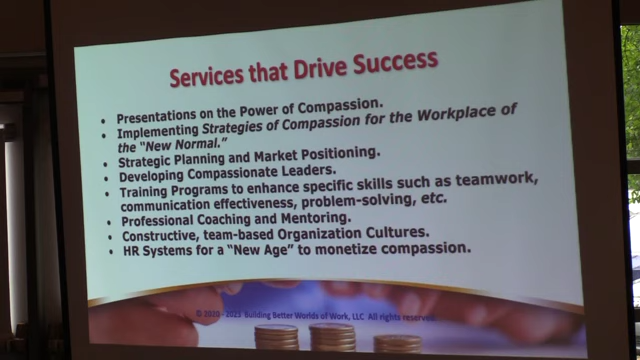 Services that Drive Success
• Presentations on the Power of Compassion.
• Implementing Strategies of Compassion for the Workplace of
the “New Normal.”
• Strategic Planning and Market Positioning.
• Developing Compassionate Leaders.
• Training Programs to enhance specific skills such as teamwork,
communication effectiveness, problem-solving, etc.
• Professional Coaching and Mentoring.
• Constructive, team-based Organization Cultures.
• HR Systems for a “New Age” to monetize compassion.
© 2020 - 2023 Building Better Worlds of Work, LLC All rights reserved.